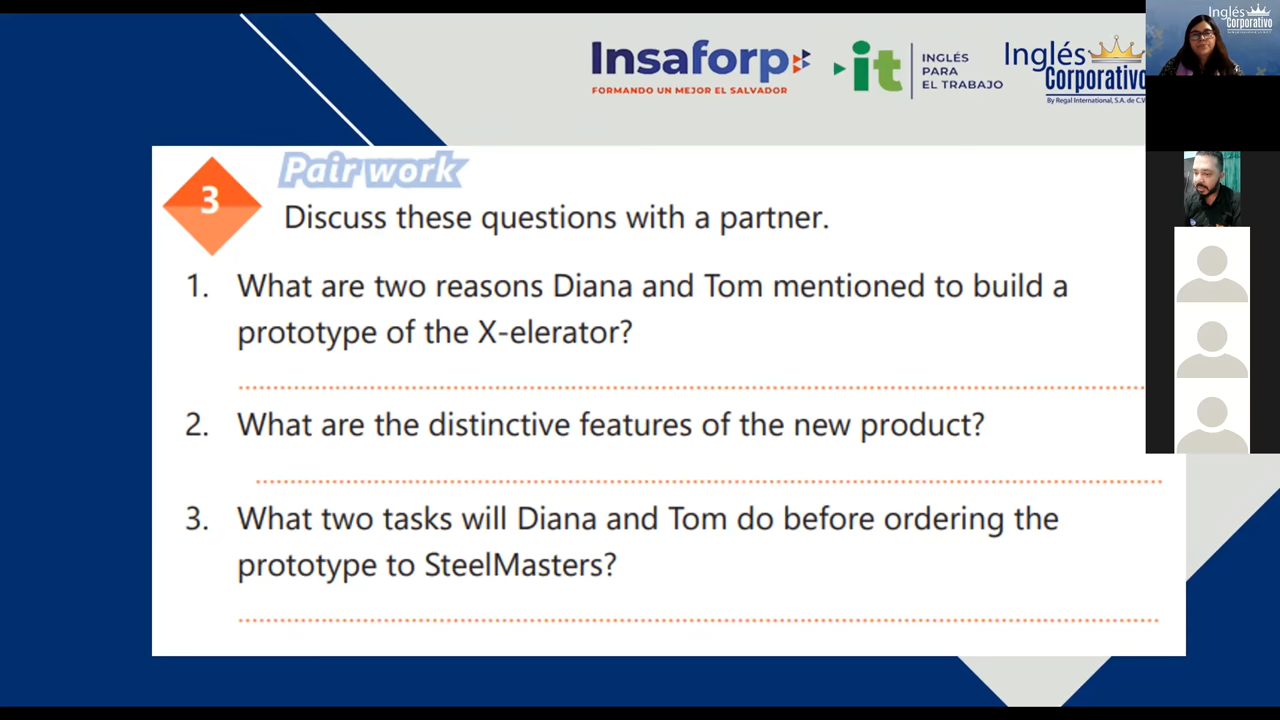 Insaforp
FORMANDO UN MEJOR EL SALVADOR
it
INGLÉS
PARA
EL TRABAJO
Inglés
Corporativo
By Regal International, S.A. de C.V.
Inglés
Corporativo
3
Pair work
Discuss these questions with a partner.
1. What are two reasons Diana and Tom mentioned to build a
prototype of the X-elerator?
2. What are the distinctive features of the new product?
3. What two tasks will Diana and Tom do before ordering the
prototype to SteelMasters?